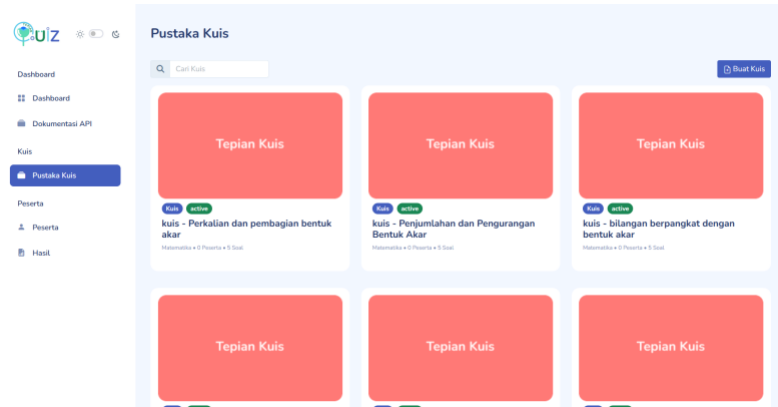 QUIZ
Dashboard
Dashboard
Dokumentasi API
Kuis
Pustaka Kuis
Peserta
Peserta
Hasil
Pustaka Kuis
Cari Kuis
Buat Kuis
Tepian Kuis
Kuis active
kuis - Perkalian dan pembagian bentuk
akar
Matematika • 0 Peserta • 5 Soal
Tepian Kuis
Kuis active
kuis - Penjumlahan dan Pengurangan
Bentuk Akar
Matematika • 0 Peserta • 5 Soal
Tepian Kuis
Kuis active
kuis - bilangan berpangkat dengan
bentuk akar
Matematika • 0 Peserta • 5 Soal
Tepian Kuis
Tepian Kuis
Tepian Kuis